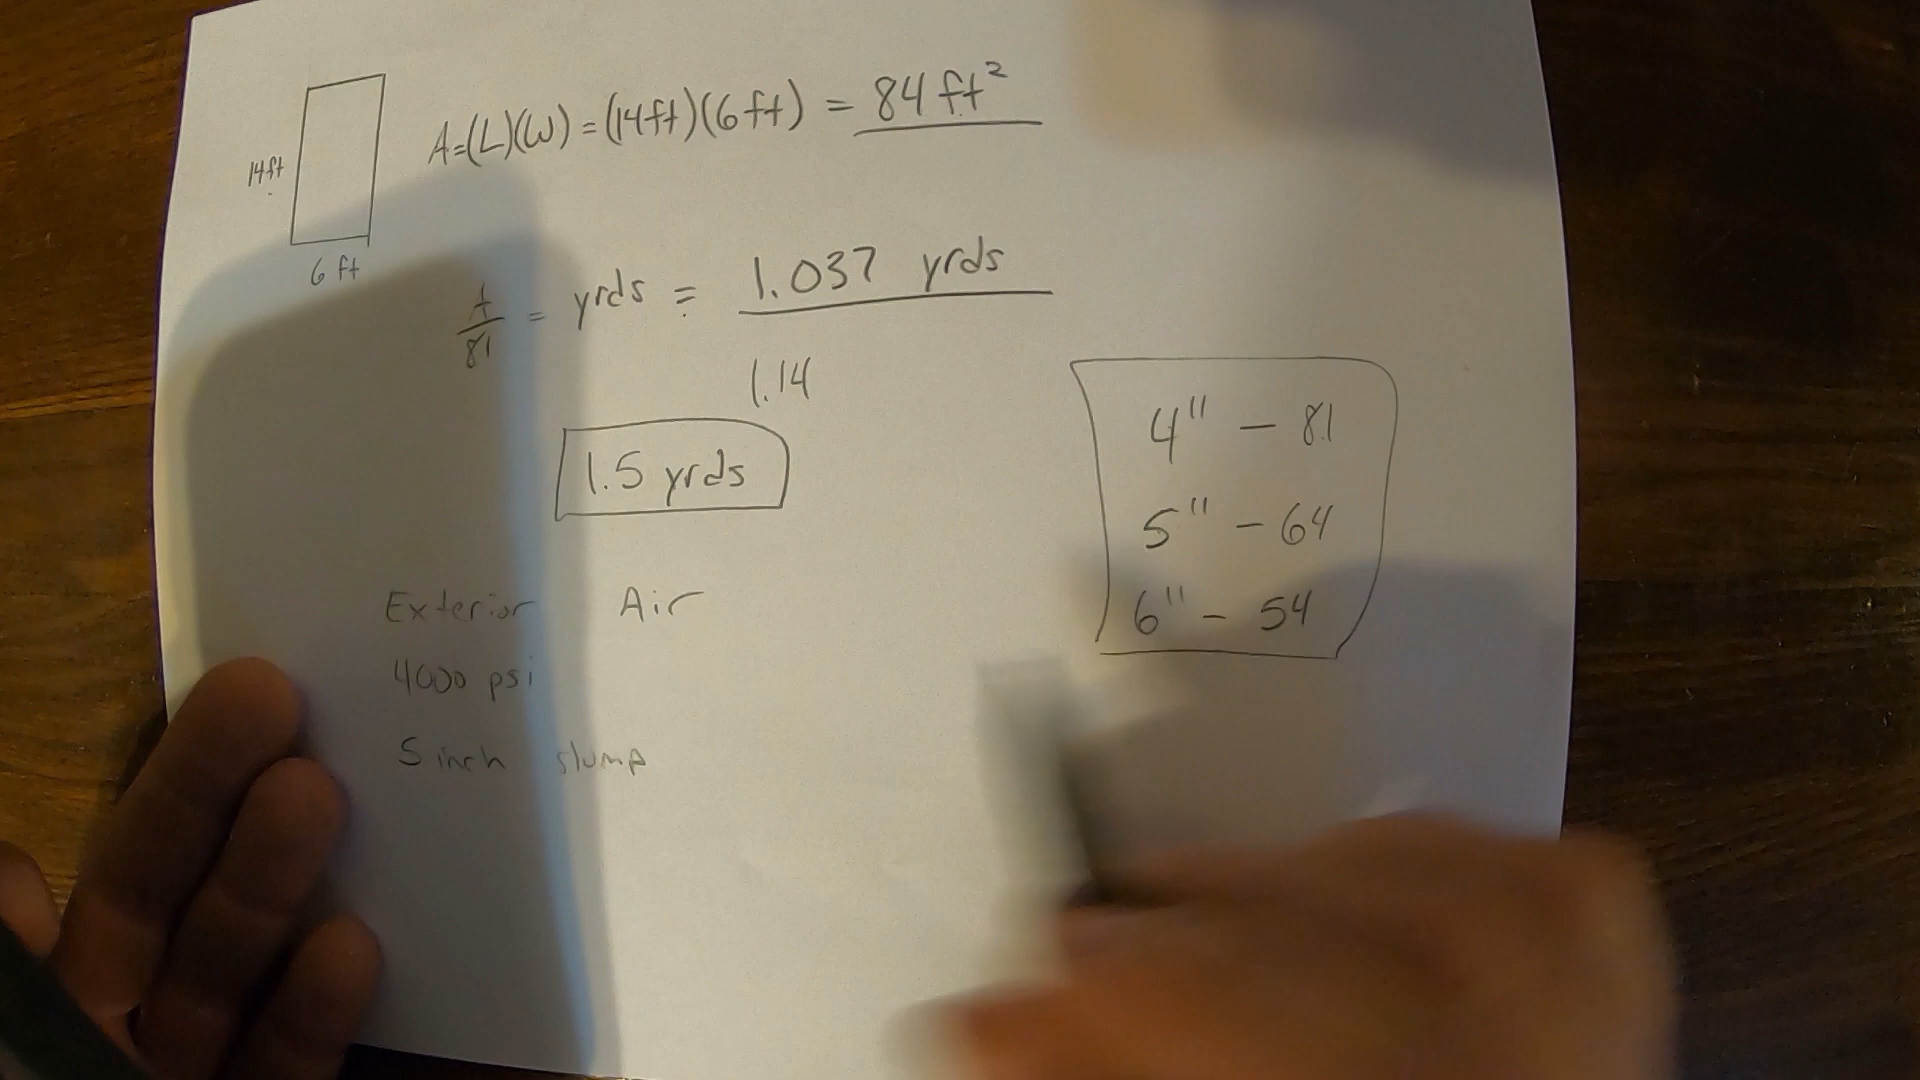 A=(L)(W) = (14ft)(6ft) = 84 ft²
14ft
6 ft
A/81 = yrds = 1.037 yrds
1.14
1.5 yrds
4" - 81
5" - 64
6" - 54
Exterior Air
4000 psi
5 inch slump